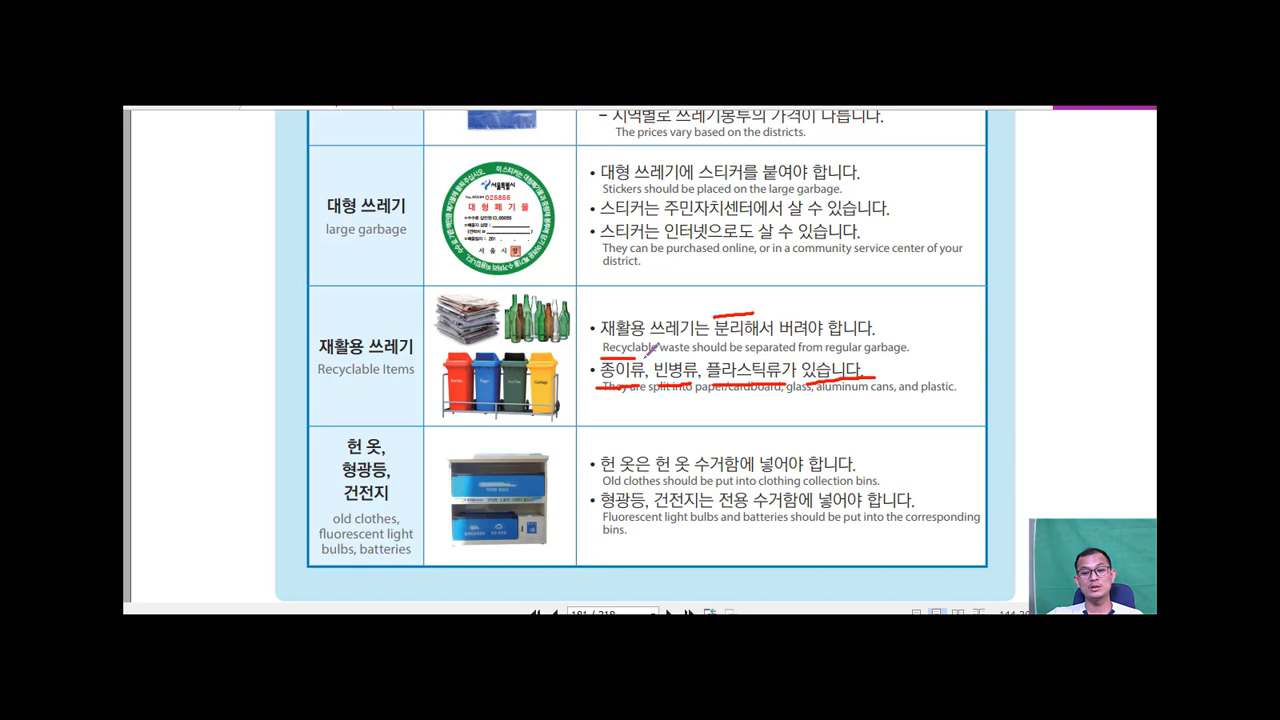 – 지역별로 쓰레기봉투의 가격이 다릅니다.
The prices vary based on the districts.
대형 쓰레기
large garbage
서울특별시
025855
대 형 폐 기 물
서 울 시 장
• 대형 쓰레기에 스티커를 붙여야 합니다.
Stickers should be placed on the large garbage.
• 스티커는 주민자치센터에서 살 수 있습니다.
• 스티커는 인터넷으로도 살 수 있습니다.
They can be purchased online, or in a community service center of your
district.
재활용 쓰레기
Recyclable Items
• 재활용 쓰레기는 분리해서 버려야 합니다.
Recyclable waste should be separated from regular garbage.
• 종이류, 빈병류, 플라스틱류가 있습니다.
They are split into paper/cardboard, glass, aluminum cans, and plastic.
헌 옷,
형광등,
건전지
old clothes,
fluorescent light
bulbs, batteries
• 헌 옷은 헌 옷 수거함에 넣어야 합니다.
Old clothes should be put into clothing collection bins.
• 형광등, 건전지는 전용 수거함에 넣어야 합니다.
Fluorescent light bulbs and batteries should be put into the corresponding
bins.
181 / 318